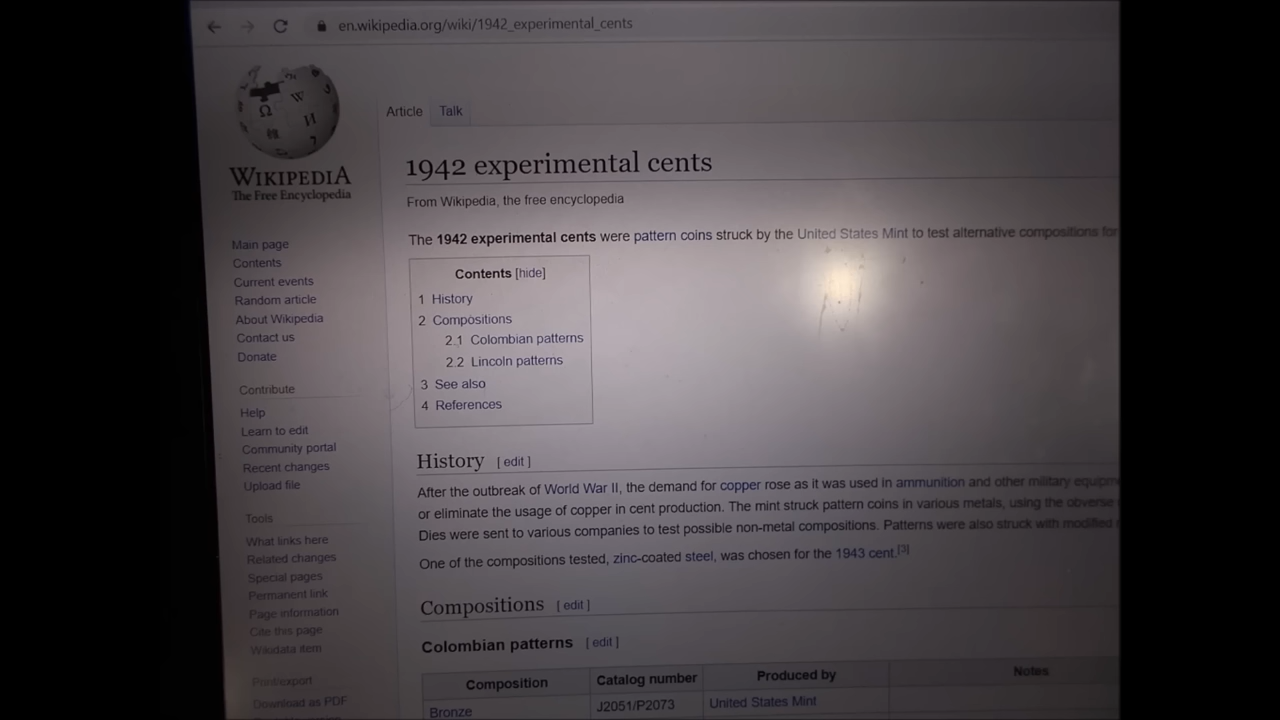 en.wikipedia.org/wiki/1942_experimental_cents
WIKIPEDIA
The Free Encyclopedia
Main page
Contents
Current events
Random article
About Wikipedia
Contact us
Donate
Contribute
Help
Learn to edit
Community portal
Recent changes
Upload file
Tools
What links here
Related changes
Special pages
Permanent link
Page information
Cite this page
Wikidata item
Print/export
Download as PDF
Article Talk
1942 experimental cents
From Wikipedia, the free encyclopedia
The 1942 experimental cents were pattern coins struck by the United States Mint to test alternative compositions for
Contents [hide]
1 History
2 Compositions
2.1 Colombian patterns
2.2 Lincoln patterns
3 See also
4 References
History [ edit ]
After the outbreak of World War II, the demand for copper rose as it was used in ammunition and other military
or eliminate the usage of copper in cent production. The mint struck pattern coins in various metals, using the obverse
Dies were sent to various companies to test possible non-metal compositions. Patterns were also struck with modified
One of the compositions tested, zinc-coated steel, was chosen for the 1943 cent.[3]
Compositions [ edit ]
Colombian patterns [ edit ]
Composition Catalog number Produced by Notes
Bronze J2051/P2073 United States Mint